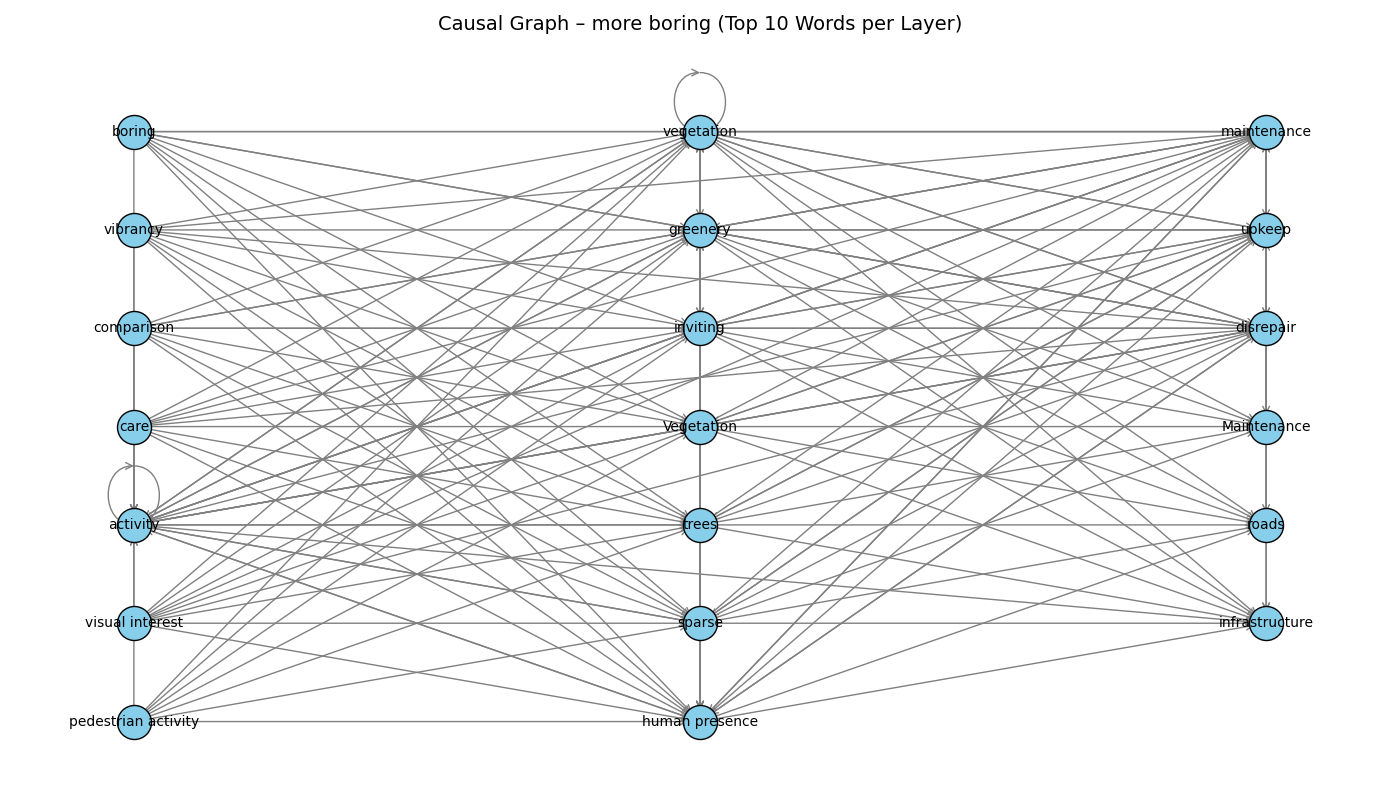 Causal Graph – more boring (Top 10 Words per Layer)
boring
vegetation
maintenance
vibrancy
greenery
upkeep
comparison
inviting
disrepair
care
Vegetation
Maintenance
activity
trees
roads
visual interest
sparse
infrastructure
pedestrian activity
human presence